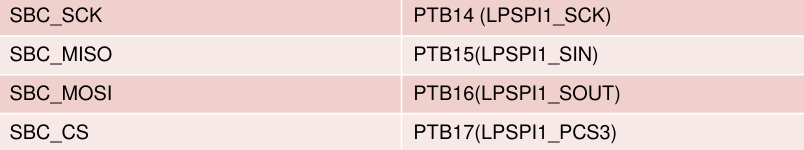 SBC_SCK PTB14 (LPSPI1_SCK)
SBC_MISO PTB15(LPSPI1_SIN)
SBC_MOSI PTB16(LPSPI1_SOUT)
SBC_CS PTB17(LPSPI1_PCS3)